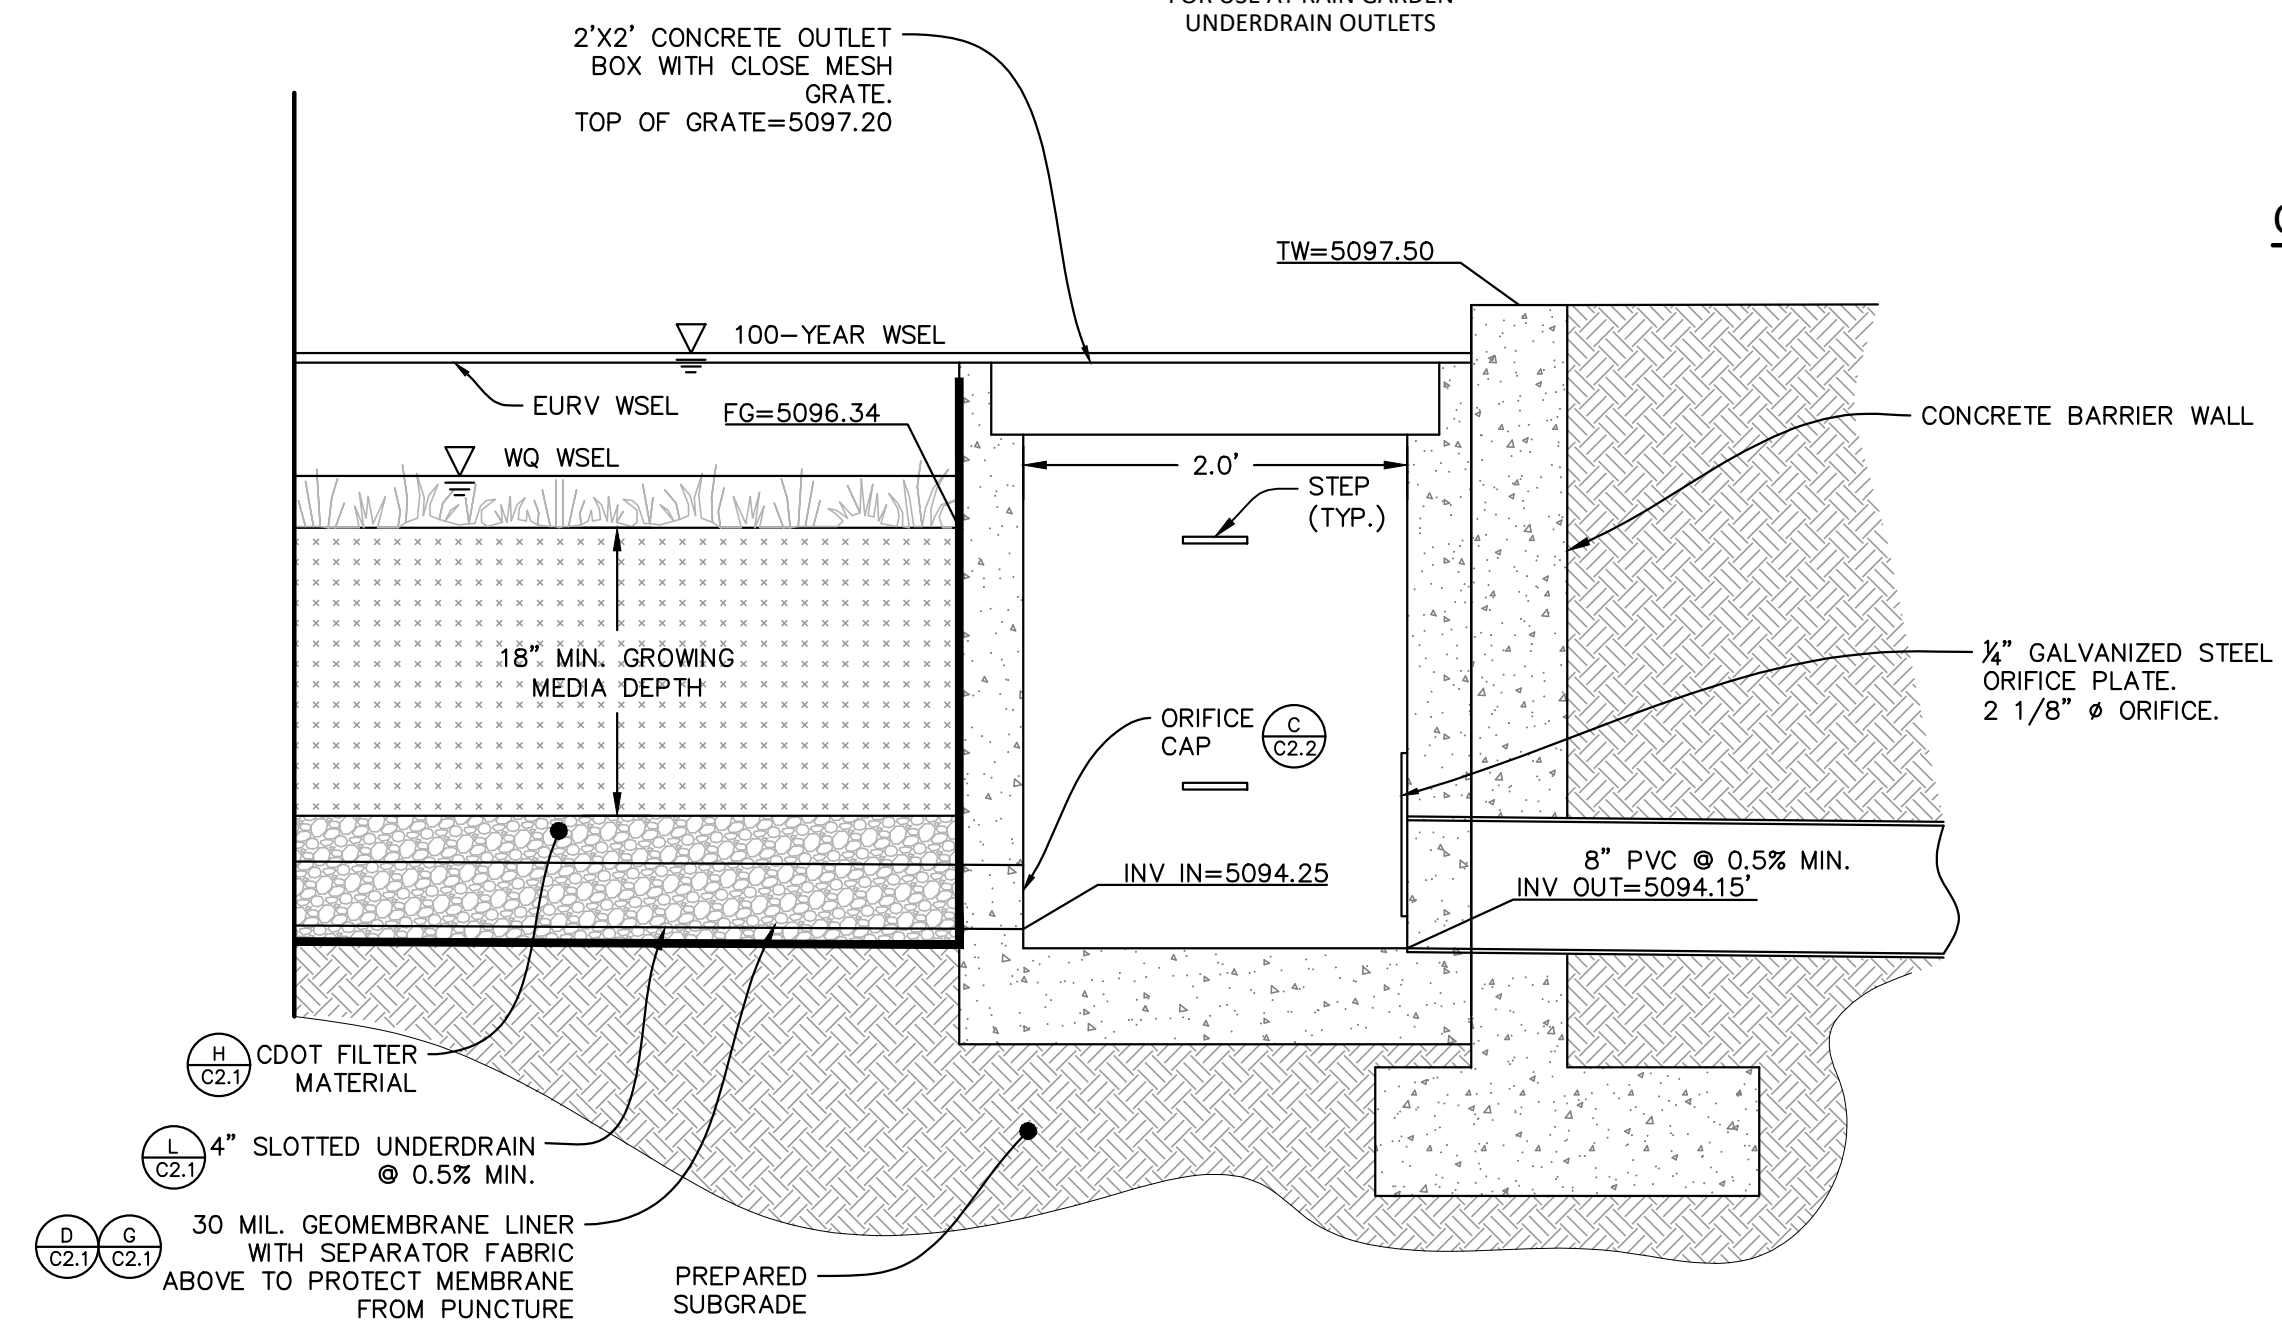 UNDERDRAIN OUTLETS
2'X2' CONCRETE OUTLET
BOX WITH CLOSE MESH
GRATE.
TOP OF GRATE=5097.20
TW=5097.50
100-YEAR WSEL
EURV WSEL
FG=5096.34
WQ WSEL
CONCRETE BARRIER WALL
2.0'
STEP
(TYP.)
18" MIN. GROWING
MEDIA DEPTH
¼" GALVANIZED STEEL
ORIFICE PLATE.
2 1/8" ø ORIFICE.
ORIFICE
CAP
C
C2.2
INV IN=5094.25
8" PVC @ 0.5% MIN.
INV OUT=5094.15'
H
C2.1
CDOT FILTER
MATERIAL
L
C2.1
4" SLOTTED UNDERDRAIN
@ 0.5% MIN.
D
C2.1
G
C2.1
30 MIL. GEOMEMBRANE LINER
WITH SEPARATOR FABRIC
ABOVE TO PROTECT MEMBRANE
FROM PUNCTURE
PREPARED
SUBGRADE